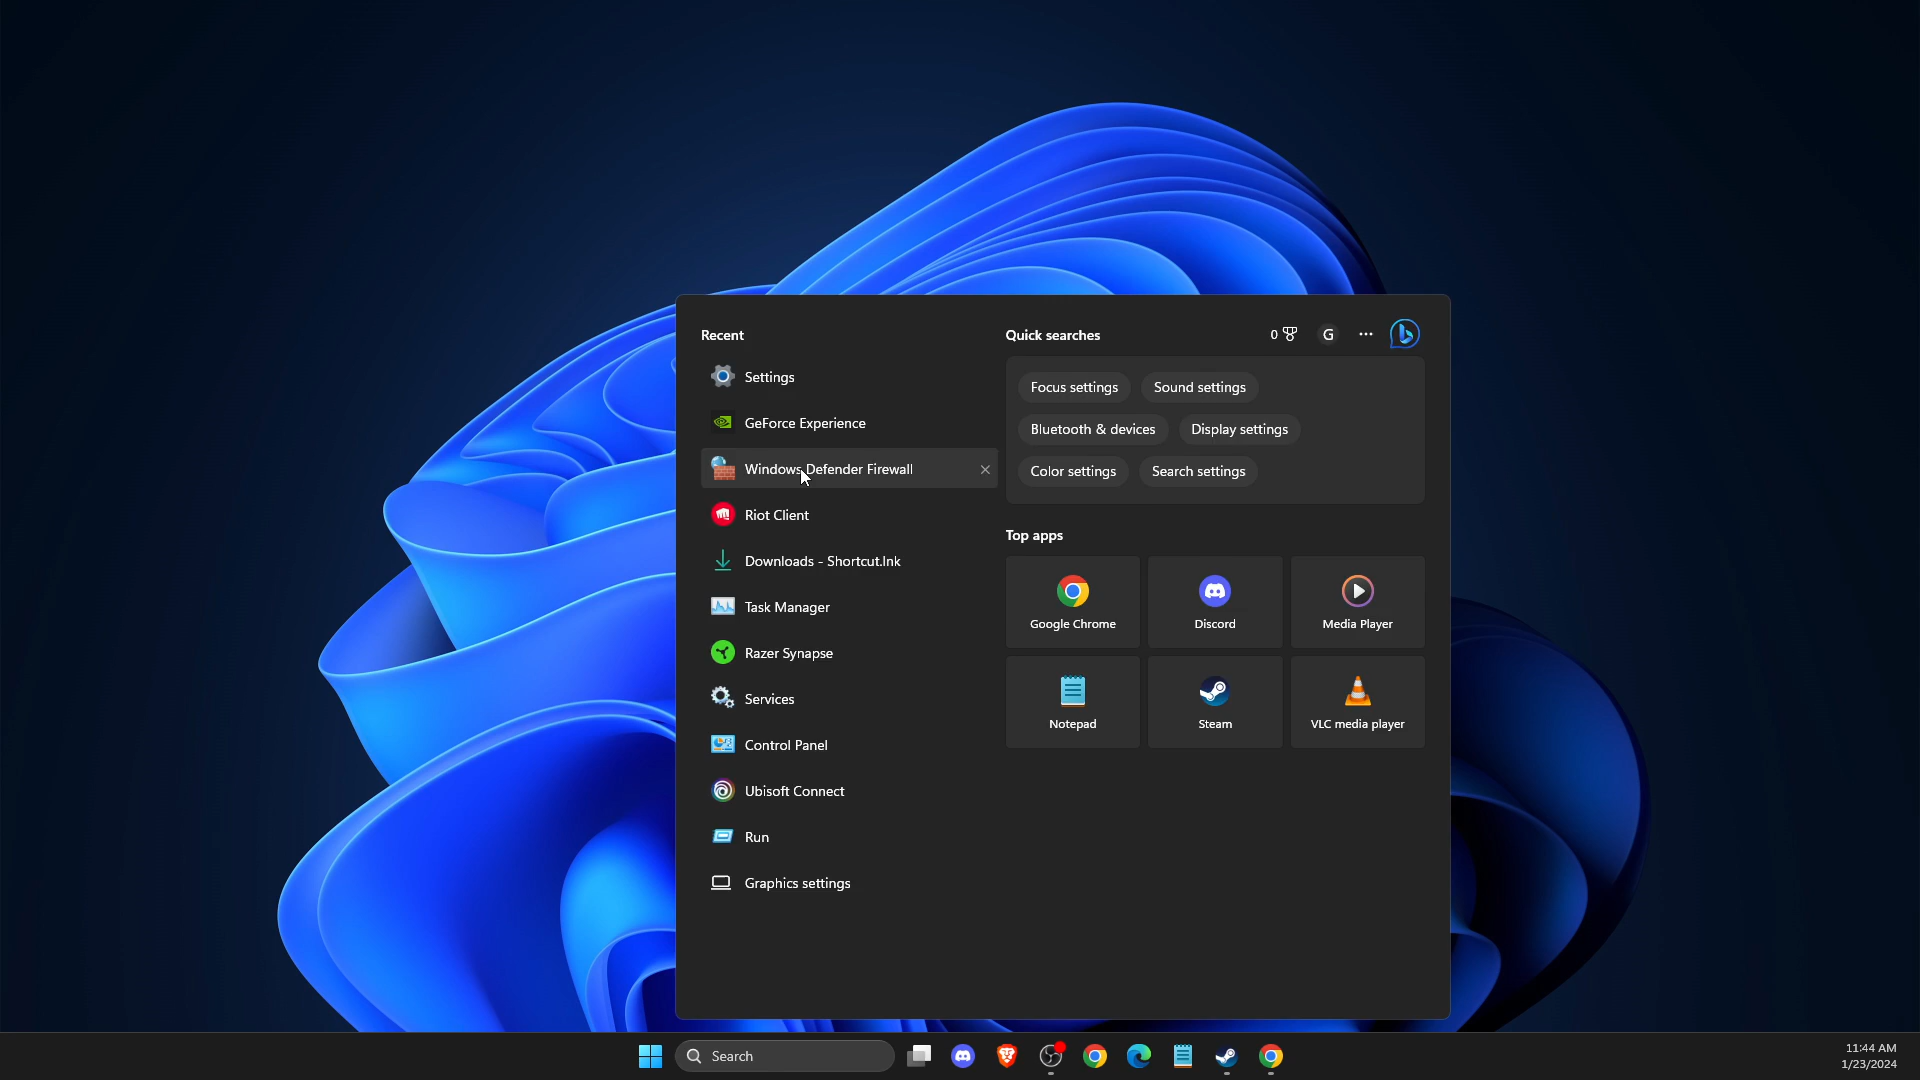 Recent
Settings
GeForce Experience
Windows Defender Firewall
Riot Client
Downloads - Shortcut.lnk
Task Manager
Razer Synapse
Services
Control Panel
Ubisoft Connect
Run
Graphics settings
Quick searches
0
G
Focus settings
Sound settings
Bluetooth & devices
Display settings
Color settings
Search settings
Top apps
Google Chrome
Discord
Media Player
Notepad
Steam
VLC media player
Search
11:44 AM
1/23/2024